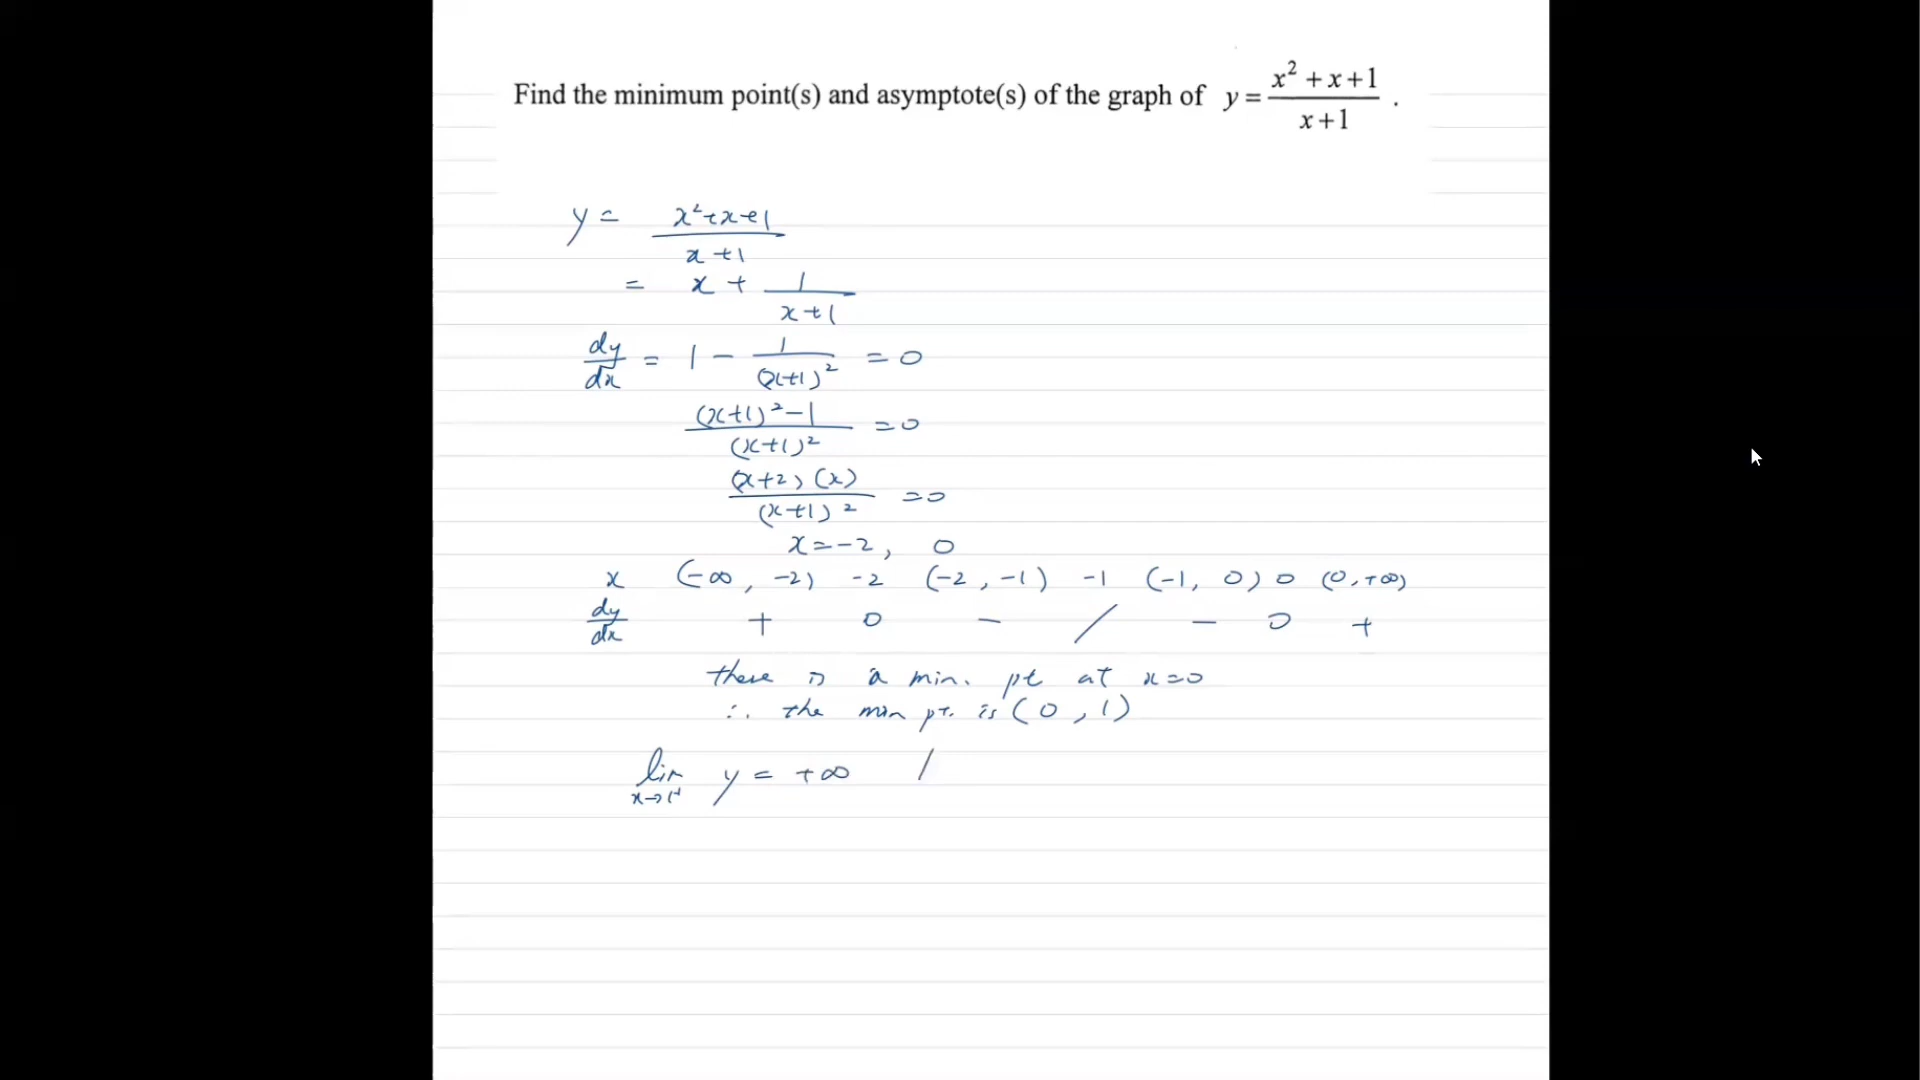 Find the minimum point(s) and asymptote(s) of the graph of y = (x² + x + 1)/(x + 1) .
y = (x² + x + 1)/(x + 1)
= x + 1/(x + 1)
dy/dx = 1 − 1/(x+1)² = 0
((x+1)² − 1)/(x+1)² = 0
(x+2)(x)/(x+1)² = 0
x = −2, 0
x (−∞, −2) −2 (−2, −1) −1 (−1, 0) 0 (0, +∞)
dy/dx + 0 − / − 0 +
there is a min. pt at x=0
∴ the min pt. is (0, 1)
lim y = +∞ /